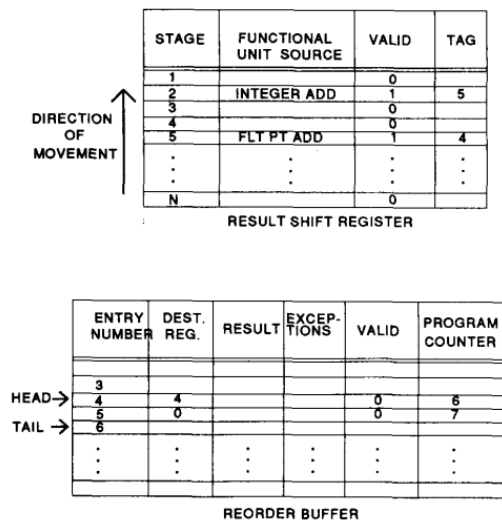 STAGE FUNCTIONAL UNIT SOURCE VALID TAG
1 0
2 INTEGER ADD 1 5
3 0
4 0
5 FLT PT ADD 1 4
N 0
DIRECTION
OF
MOVEMENT
RESULT SHIFT REGISTER
ENTRY NUMBER DEST. REG. RESULT EXCEP-TIONS VALID PROGRAM COUNTER
3
HEAD→ 4 4 0 6
5 0 0 7
TAIL→ 6
REORDER BUFFER